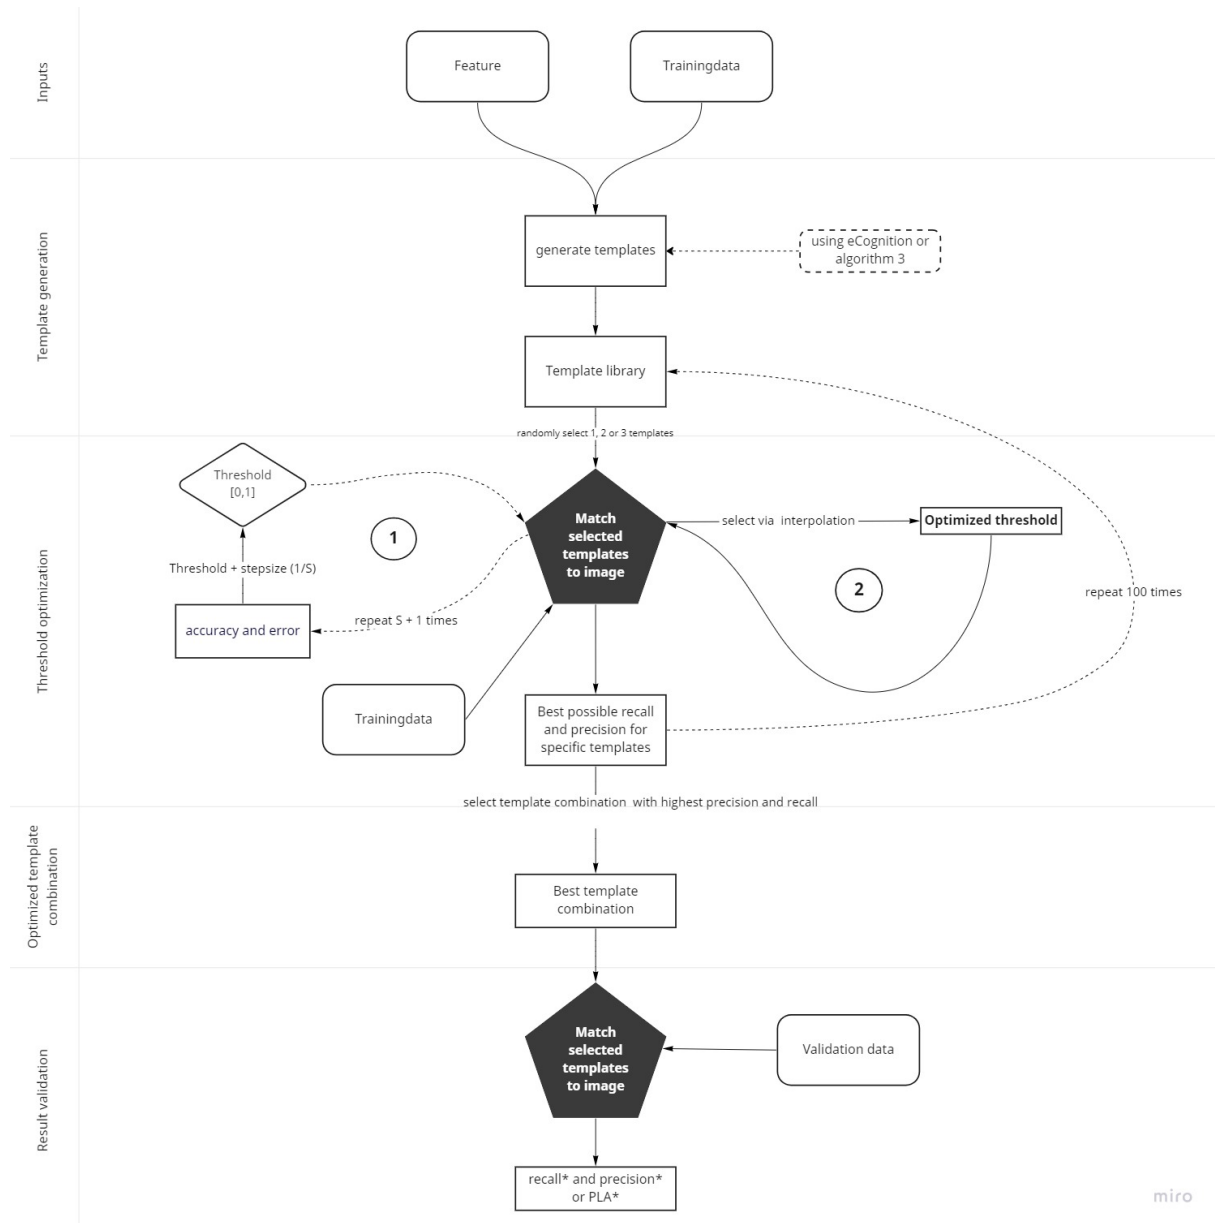 Inputs
Feature
Trainingdata
Template generation
generate templates
using eCognition or
algorithm 3
Template library
randomly select 1, 2 or 3 templates
Threshold optimization
Threshold
[0,1]
1
Match
selected
templates
to image
select via  interpolation
Optimized threshold
2
Threshold + stepsize (1/S)
repeat 100 times
accuracy and error
repeat S + 1 times
Trainingdata
Best possible recall
and precision for
specific templates
select template combination  with highest precision and recall
Optimized template
combination
Best template
combination
Result validation
Match
selected
templates
to image
Validation data
recall* and precision*
or PLA*
miro